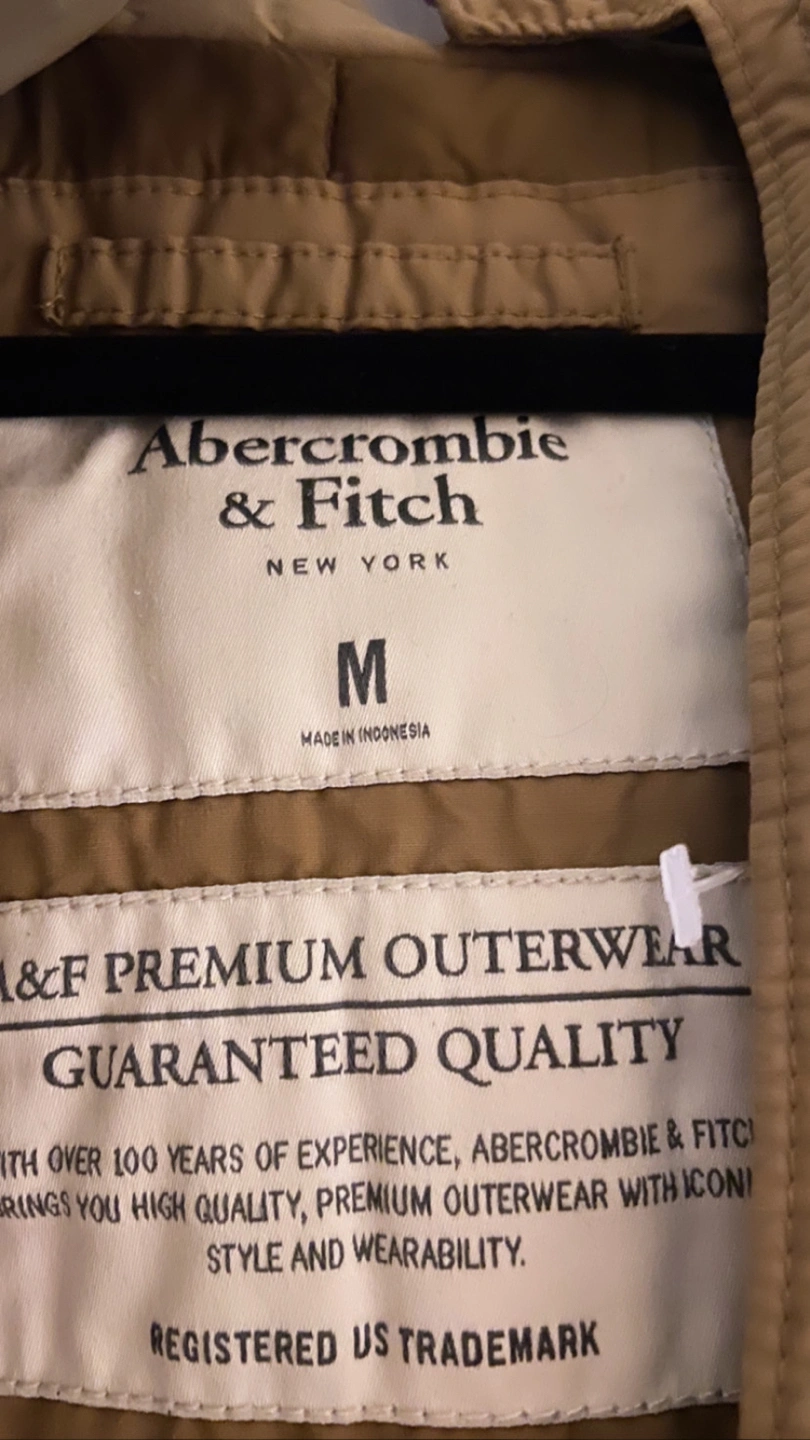 Abercrombie
& Fitch
NEW YORK
M
MADE IN INDONESIA
A&F PREMIUM OUTERWEAR
GUARANTEED QUALITY
ITH OVER 100 YEARS OF EXPERIENCE, ABERCROMBIE & FITC
RINGS YOU HIGH QUALITY, PREMIUM OUTERWEAR WITH ICONI
STYLE AND WEARABILITY.
REGISTERED US TRADEMARK